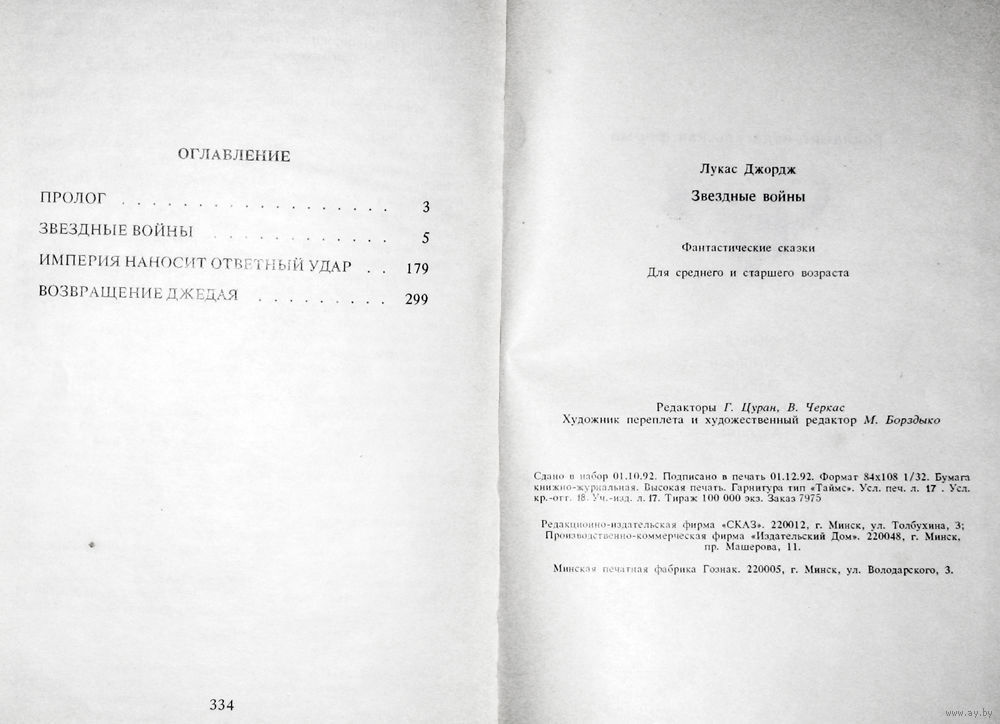 ОГЛАВЛЕНИЕ
ПРОЛОГ . . . . . . . . . . . . . . . . . . 3
ЗВЕЗДНЫЕ ВОЙНЫ . . . . . . . . . . . . 5
ИМПЕРИЯ НАНОСИТ ОТВЕТНЫЙ УДАР . . 179
ВОЗВРАЩЕНИЕ ДЖЕДАЯ . . . . . . . . . 299
334
Лукас Джордж
Звездные войны
Фантастические сказки
Для среднего и старшего возраста
Редакторы Г. Цуран, В. Черкас
Художник переплета и художественный редактор М. Борздыко
Сдано в набор 01.10.92. Подписано в печать 01.12.92. Формат 84х108 1/32. Бумага
книжно-журнальная. Высокая печать. Гарнитура тип «Таймс». Усл. печ. л. 17 . Усл.
кр.-отт. 18. Уч.-изд. л. 17. Тираж 100 000 экз. Заказ 7975
Редакционно-издательская фирма «СКАЗ». 220012, г. Минск, ул. Толбухина, 3;
Производственно-коммерческая фирма «Издательский Дом». 220048, г. Минск,
пр. Машерова, 11.
Минская печатная фабрика Гознак. 220005, г. Минск, ул. Володарского, 3.
www.ay.by